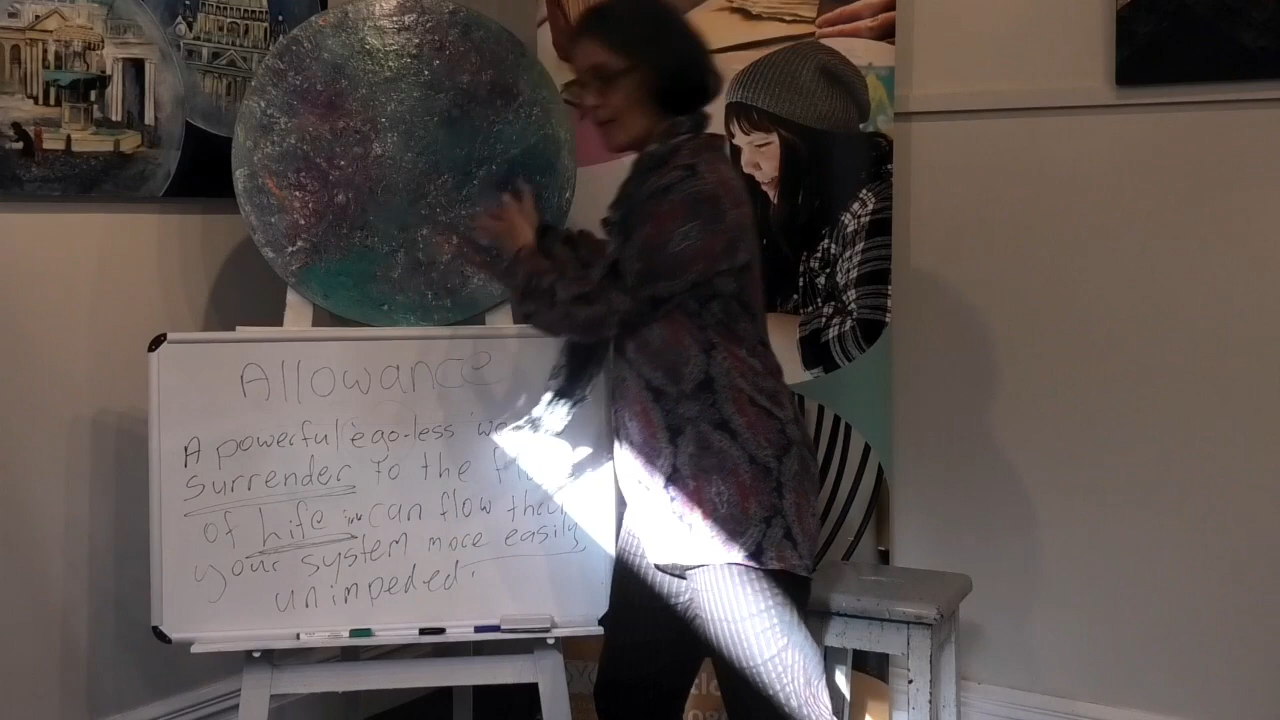 Allowance
A powerful ego-less
surrender to the
of Life can flow
your system more easily
unimpeded.